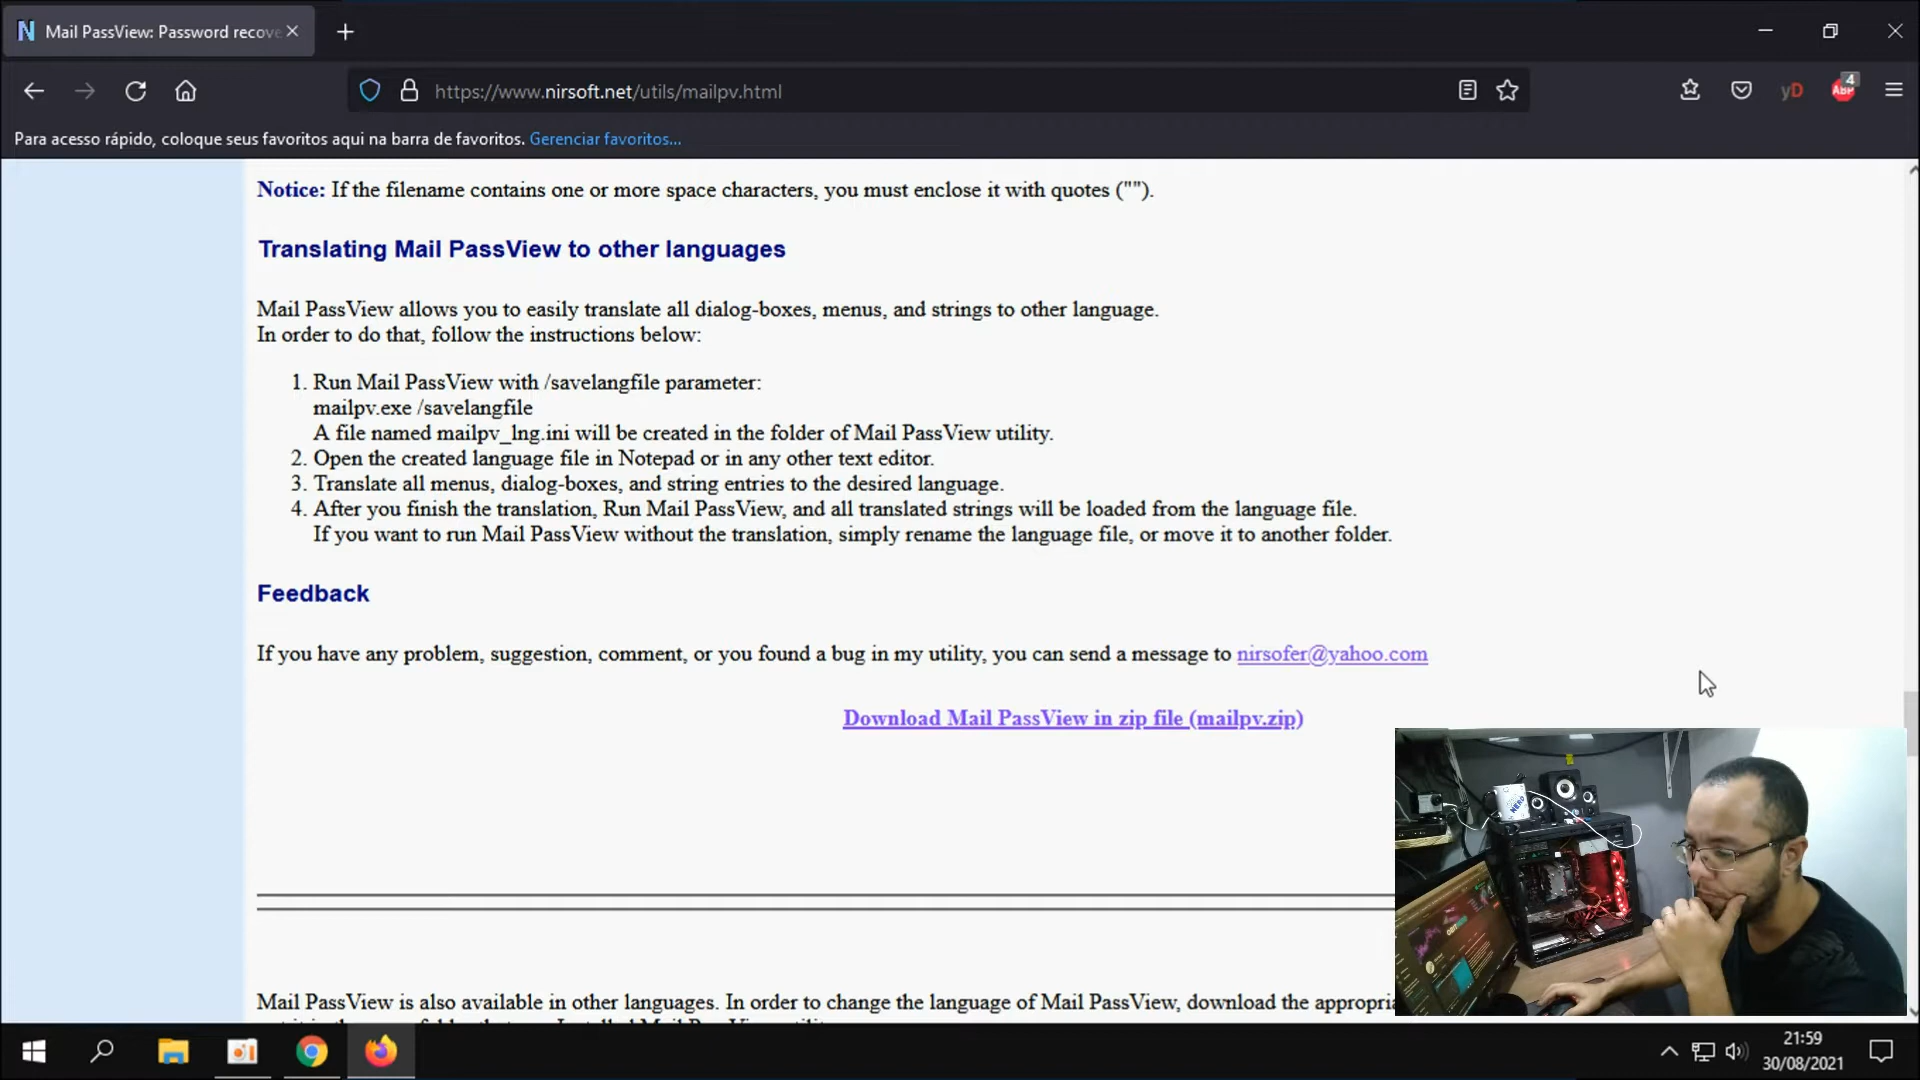 Mail PassView: Password recove
https://www.nirsoft.net/utils/mailpv.html
4
yD
ABP
Para acesso rápido, coloque seus favoritos aqui na barra de favoritos. Gerenciar favoritos...
Notice: If the filename contains one or more space characters, you must enclose it with quotes ("").
Translating Mail PassView to other languages
Mail PassView allows you to easily translate all dialog-boxes, menus, and strings to other language.
In order to do that, follow the instructions below:
1. Run Mail PassView with /savelangfile parameter:
mailpv.exe /savelangfile
A file named mailpv_lng.ini will be created in the folder of Mail PassView utility.
2. Open the created language file in Notepad or in any other text editor.
3. Translate all menus, dialog-boxes, and string entries to the desired language.
4. After you finish the translation, Run Mail PassView, and all translated strings will be loaded from the language file.
If you want to run Mail PassView without the translation, simply rename the language file, or move it to another folder.
Feedback
If you have any problem, suggestion, comment, or you found a bug in my utility, you can send a message to nirsofer@yahoo.com
Download Mail PassView in zip file (mailpv.zip)
NERD
Mail PassView is also available in other languages. In order to change the language of Mail PassView, download the appropria
21:59
30/08/2021